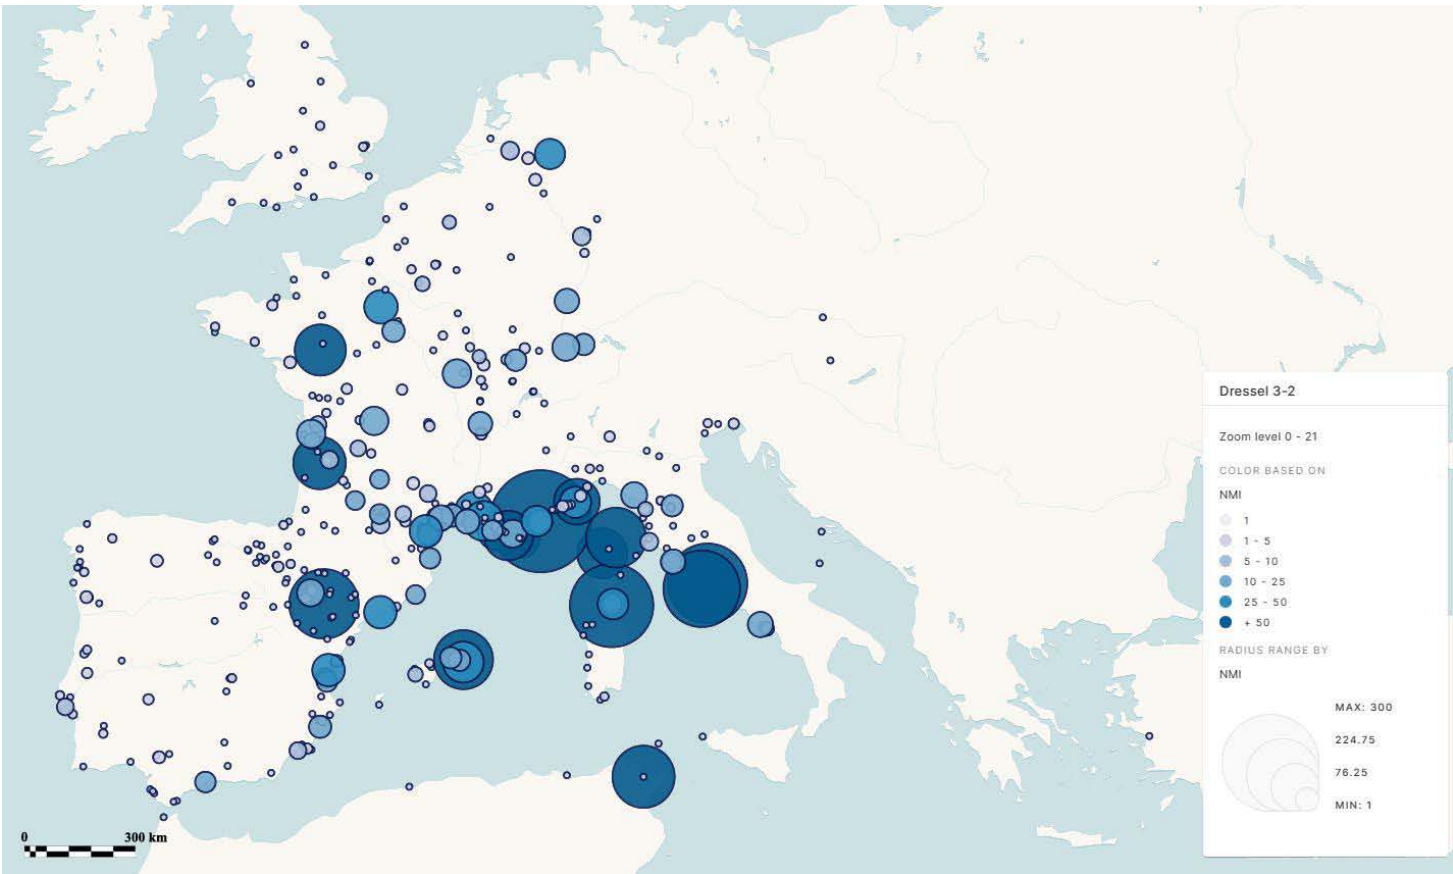 Dressel 3-2
Zoom level 0 - 21
COLOR BASED ON
NMI
1
1 - 5
5 - 10
10 - 25
25 - 50
+ 50
RADIUS RANGE BY
NMI
MAX: 300
224.75
76.25
MIN: 1
0 300 km